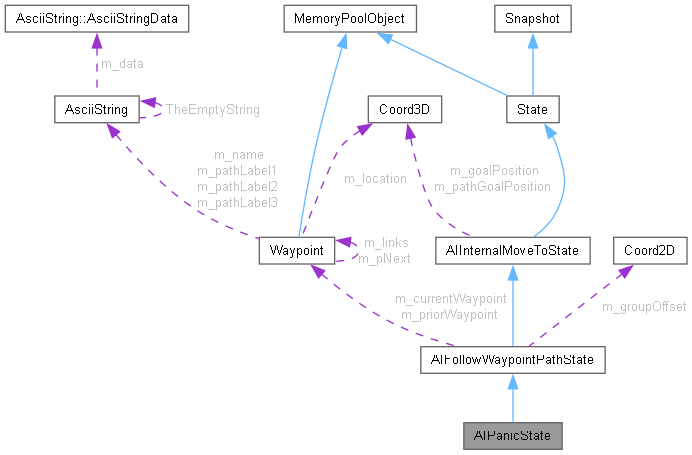 AsciiString::AsciiStringData
MemoryPoolObject
Snapshot
m_data
AsciiString
TheEmptyString
Coord3D
State
m_name
m_pathLabel1
m_pathLabel2
m_pathLabel3
m_location
m_goalPosition
m_pathGoalPosition
Waypoint
m_links
m_pNext
AIInternalMoveToState
Coord2D
m_currentWaypoint
m_priorWaypoint
m_groupOffset
AIFollowWaypointPathState
AIPanicState